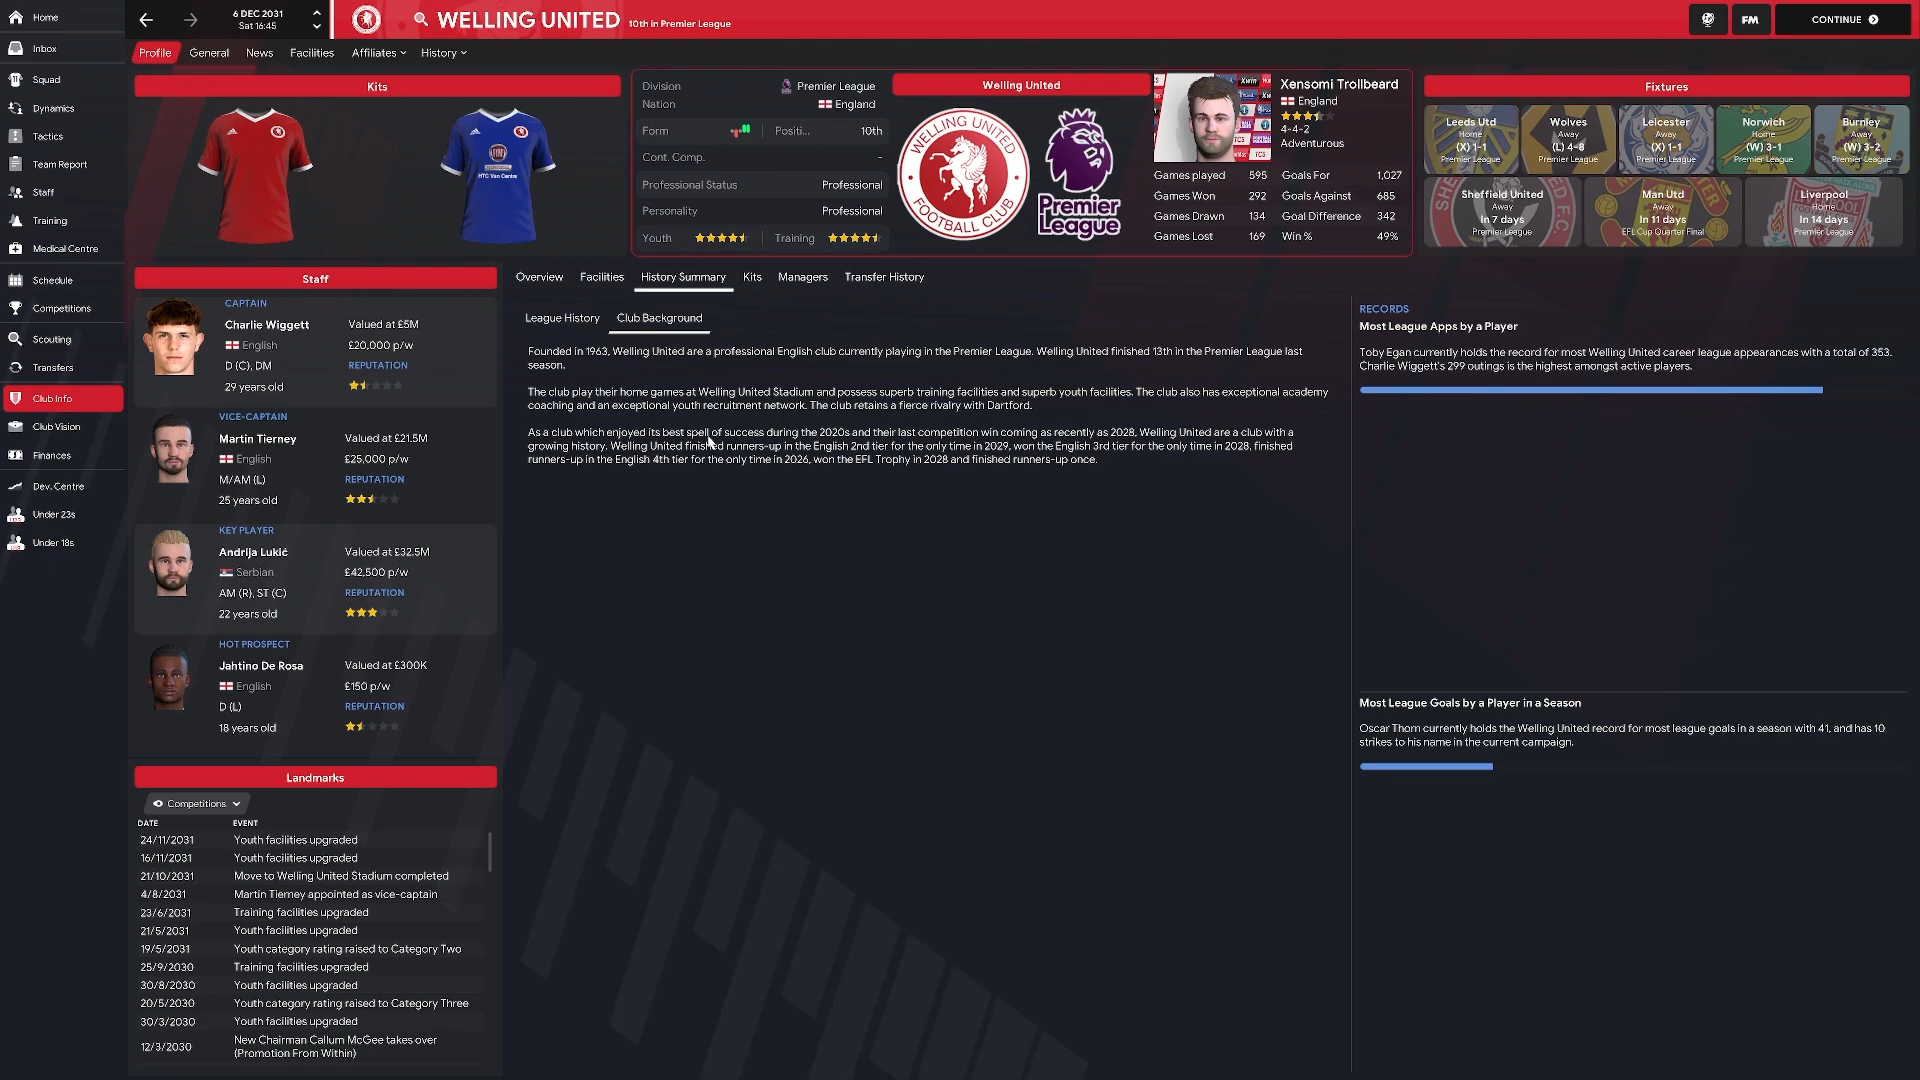 Home
Inbox
Squad
Dynamics
Tactics
Team Report
Staff
Training
Medical Centre
Schedule
Competitions
Scouting
Transfers
Club Info
Club Vision
Finances
Dev. Centre
Under 23s
Under 18s
6 DEC 2031
Sat 16:45
WELLING UNITED 10th in Premier League
FM
CONTINUE
Profile General News Facilities Affiliates History
Kits
HTC Van Centre
Division Premier League
Nation England
Form Positi... 10th
Cont. Comp. -
Professional Status Professional
Personality Professional
Youth Training
Welling United
WELLING UNITED
FOOTBALL CLUB
Premier
League
Xensomi Trollbeard
England
4-4-2
Adventurous
Games played 595 Goals For 1,027
Games Won 292 Goals Against 685
Games Drawn 134 Goal Difference 342
Games Lost 169 Win % 49%
Fixtures
Leeds Utd
Home
(X) 1-1
Premier League
Wolves
Away
(L) 4-8
Premier League
Leicester
Away
(X) 1-1
Premier League
Norwich
Home
(W) 3-1
Premier League
Burnley
Away
(W) 3-2
Premier League
Sheffield United
Away
In 7 days
Premier League
Man Utd
Away
In 11 days
EFL Cup Quarter Final
Liverpool
Home
In 14 days
Premier League
Staff
CAPTAIN
Charlie Wiggett Valued at £5M
English £20,000 p/w
D (C), DM REPUTATION
29 years old
VICE-CAPTAIN
Martin Tierney Valued at £21.5M
English £25,000 p/w
M/AM (L) REPUTATION
25 years old
KEY PLAYER
Andrija Lukić Valued at £32.5M
Serbian £42,500 p/w
AM (R), ST (C) REPUTATION
22 years old
HOT PROSPECT
Jahtino De Rosa Valued at £300K
English £150 p/w
D (L) REPUTATION
18 years old
Landmarks
Competitions
DATE EVENT
24/11/2031 Youth facilities upgraded
16/11/2031 Youth facilities upgraded
21/10/2031 Move to Welling United Stadium completed
4/8/2031 Martin Tierney appointed as vice-captain
23/6/2031 Training facilities upgraded
21/5/2031 Youth facilities upgraded
19/5/2031 Youth category rating raised to Category Two
25/9/2030 Training facilities upgraded
30/8/2030 Youth facilities upgraded
20/5/2030 Youth category rating raised to Category Three
30/3/2030 Youth facilities upgraded
12/3/2030 New Chairman Callum McGee takes over
(Promotion From Within)
Overview Facilities History Summary Kits Managers Transfer History
League History Club Background
Founded in 1963, Welling United are a professional English club currently playing in the Premier League. Welling United finished 13th in the Premier League last
season.
The club play their home games at Welling United Stadium and possess superb training facilities and superb youth facilities. The club also has exceptional academy
coaching and an exceptional youth recruitment network. The club retains a fierce rivalry with Dartford.
As a club which enjoyed its best spell of success during the 2020s and their last competition win coming as recently as 2028, Welling United are a club with a
growing history. Welling United finished runners-up in the English 2nd tier for the only time in 2029, won the English 3rd tier for the only time in 2028, finished
runners-up in the English 4th tier for the only time in 2026, won the EFL Trophy in 2028 and finished runners-up once.
RECORDS
Most League Apps by a Player
Toby Egan currently holds the record for most Welling United career league appearances with a total of 353.
Charlie Wiggett's 299 outings is the highest amongst active players.
Most League Goals by a Player in a Season
Oscar Thorn currently holds the Welling United record for most league goals in a season with 41, and has 10
strikes to his name in the current campaign.